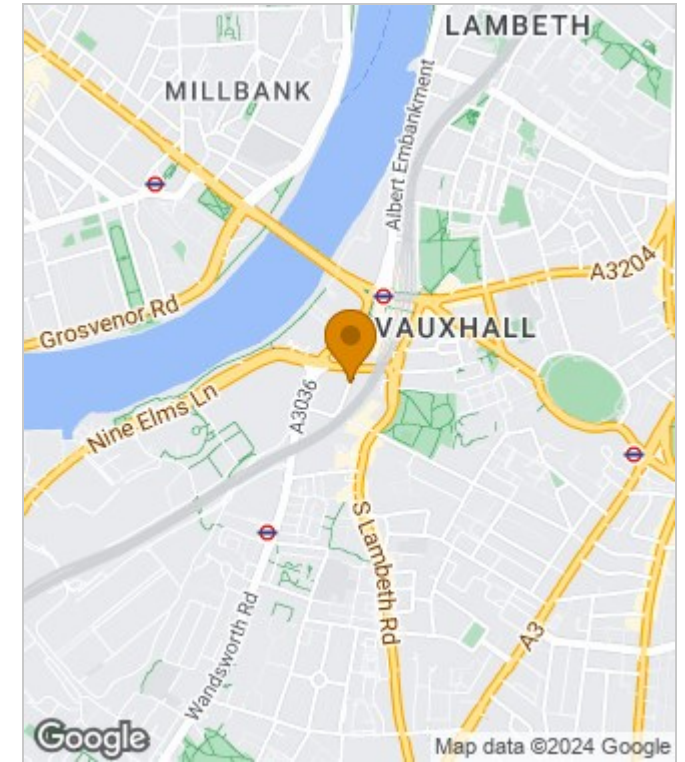 LAMBETH
MILLBANK
Albert Embankment
A3204
Grosvenor Rd
VAUXHALL
A3036
Nine Elms Ln
S Lambeth Rd
A3
Wandsworth Rd
Google
Map data ©2024 Google